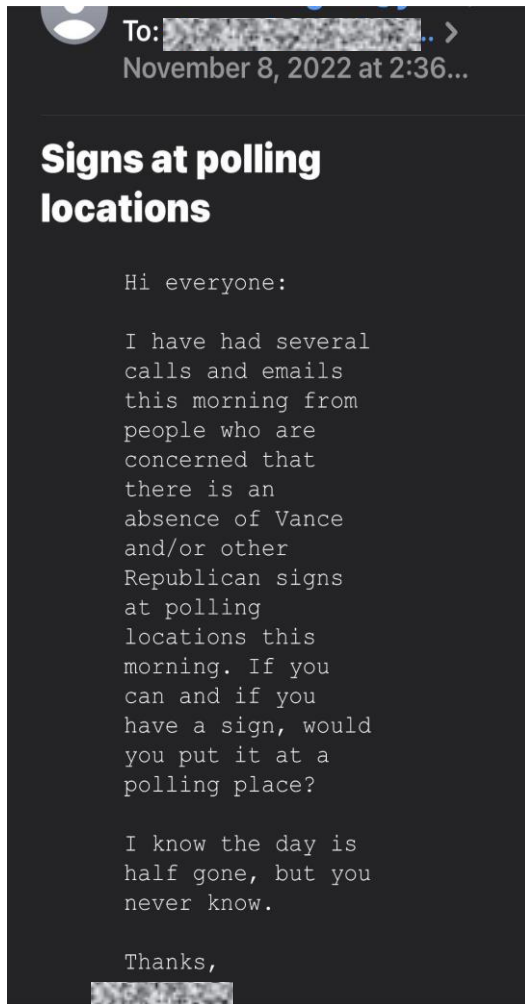 To:
.. >
November 8, 2022 at 2:36...
Signs at polling
locations
Hi everyone:
I have had several
calls and emails
this morning from
people who are
concerned that
there is an
absence of Vance
and/or other
Republican signs
at polling
locations this
morning. If you
can and if you
have a sign, would
you put it at a
polling place?
I know the day is
half gone, but you
never know.
Thanks,